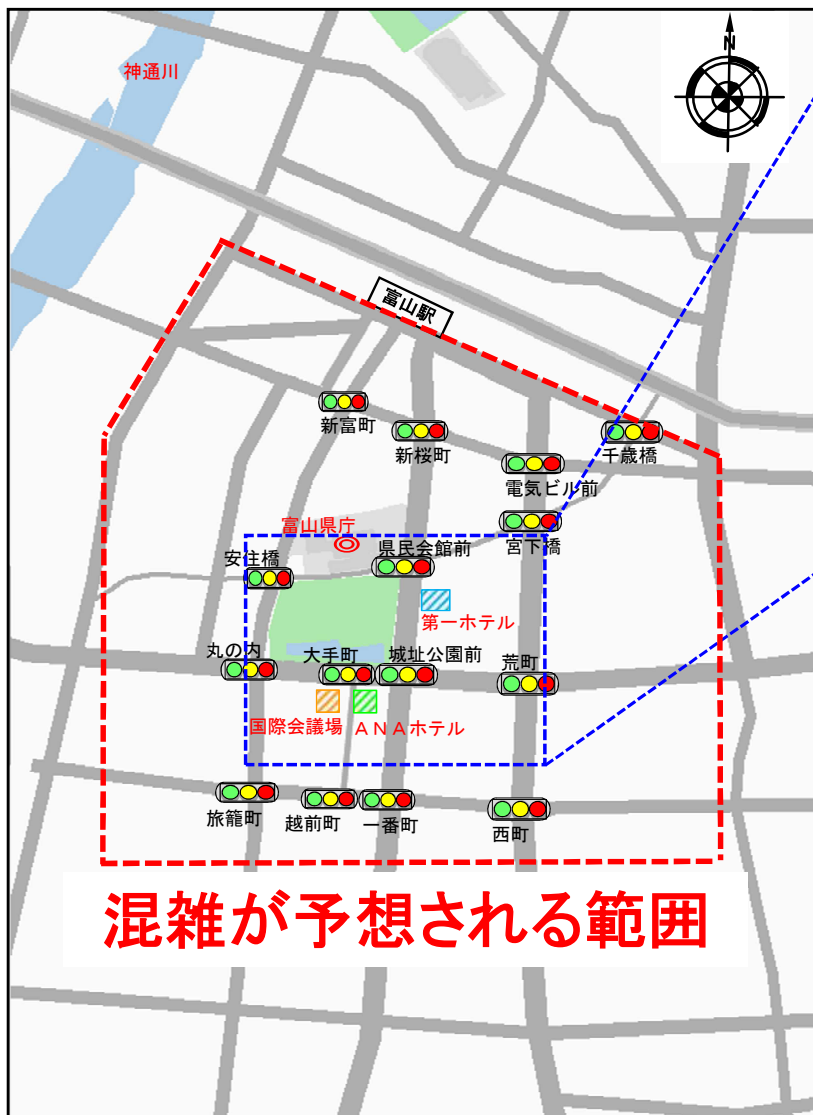 N
神通川
富山駅
新富町
新桜町
千歳橋
電気ビル前
富山県庁
宮下橋
県民会館前
安住橋
第一ホテル
丸の内
大手町
城址公園前
荒町
国際会議場
ANAホテル
旅籠町
越前町
一番町
西町
混雑が予想される範囲